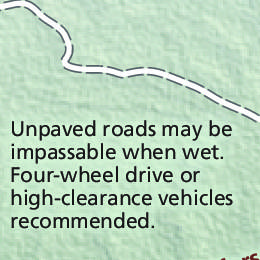 Unpaved roads may be
impassable when wet.
Four-wheel drive or
high-clearance vehicles
recommended.